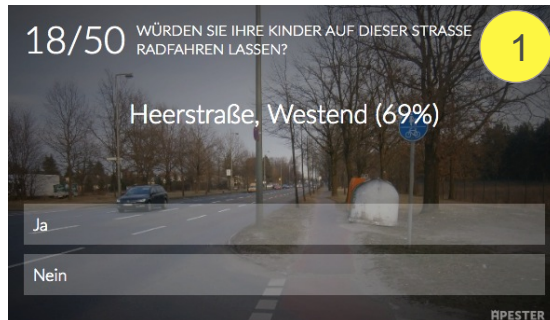 18/50
WÜRDEN SIE IHRE KINDER AUF DIESER STRASSE
RADFAHREN LASSEN?
1
Heerstraße, Westend (69%)
Ja
Nein
APESTER